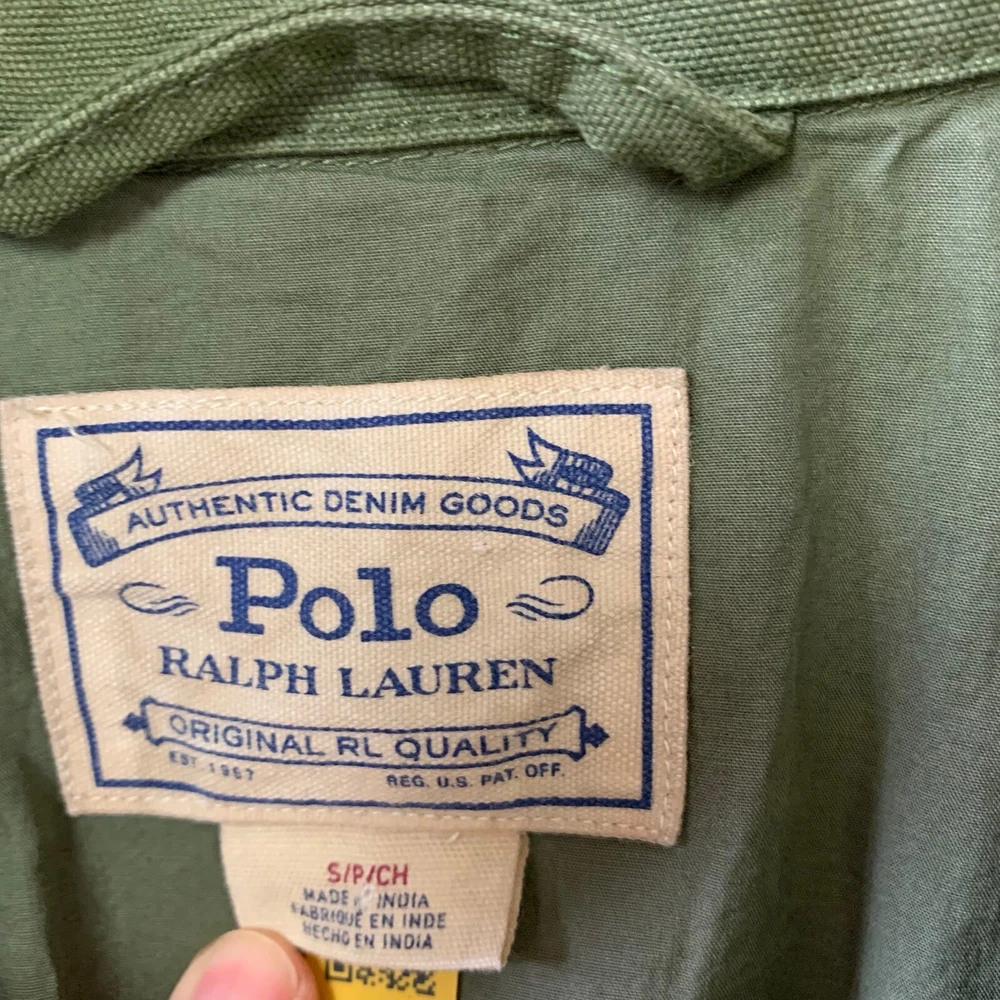 AUTHENTIC DENIM GOODS
Polo
RALPH LAUREN
ORIGINAL RL QUALITY
EST. 1967
REG. U.S. PAT. OFF.
S/P/CH
MADE INDIA
FABRIQUÉ EN INDE
HECHO EN INDIA